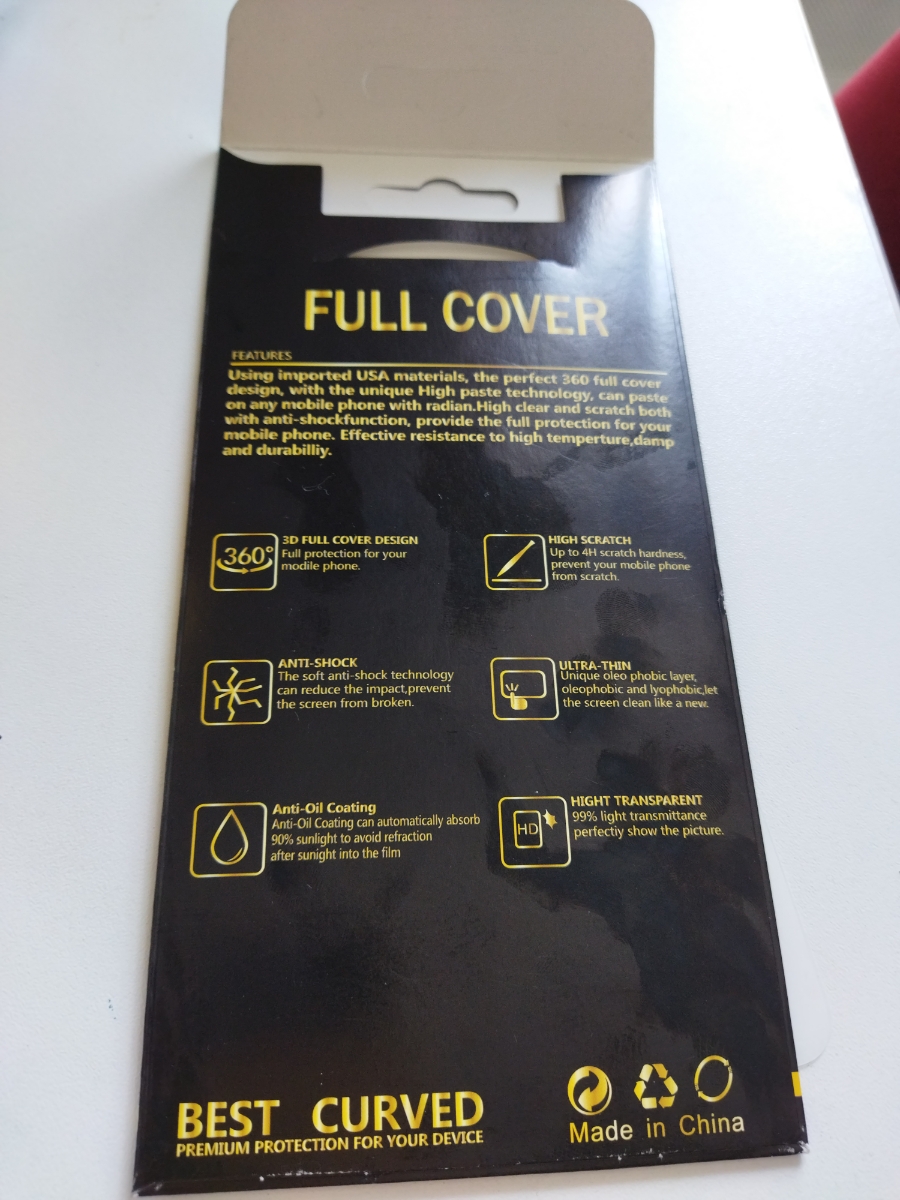 FULL COVER
FEATURES
Using imported USA materials, the perfect 360 full cover
design, with the unique High paste technology, can paste
on any mobile phone with radian.High clear and scratch both
with anti-shockfunction, provide the full protection for your
mobile phone. Effective resistance to high temperture,damp
and durabilliy.
360°
3D FULL COVER DESIGN
Full protection for your
modile phone.
HIGH SCRATCH
Up to 4H scratch hardness,
prevent your mobile phone
from scratch.
ANTI-SHOCK
The soft anti-shock technology
can reduce the impact,prevent
the screen from broken.
ULTRA-THIN
Unique oleo phobic layer,
oleophobic and lyophobic,let
the screen clean like a new.
Anti-Oil Coating
Anti-Oil Coating can automatically absorb
90% sunlight to avoid refraction
after sunight into the film
HD
HIGHT TRANSPARENT
99% light transmittance
perfectiy show the picture.
BEST CURVED
PREMIUM PROTECTION FOR YOUR DEVICE
Made in China